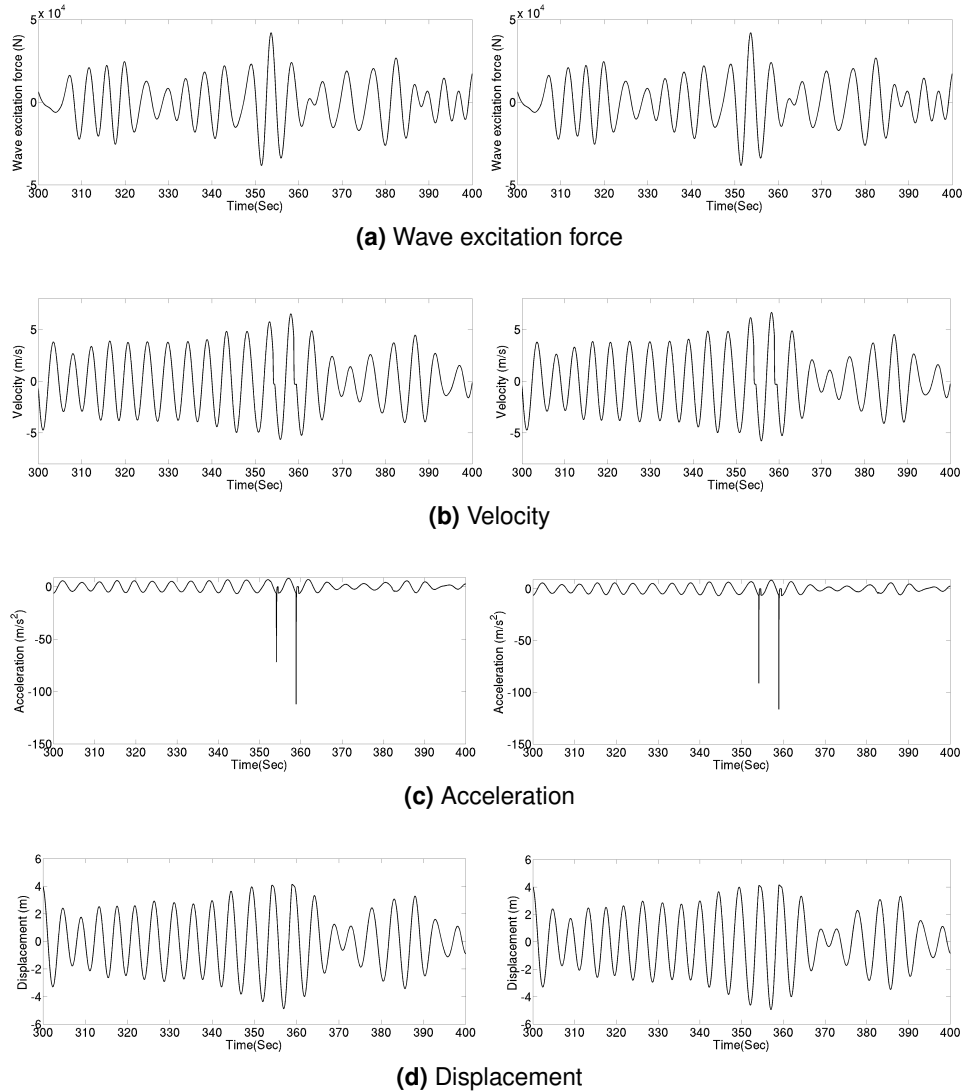 5 x 10⁴
Wave excitation force (N)
0
-5
300 310 320 330 340 350 360 370 380 390 400
Time(Sec)
5 x 10⁴
Wave excitation force (N)
0
-5
300 310 320 330 340 350 360 370 380 390 400
Time(Sec)
(a) Wave excitation force
5
Velocity (m/s)
0
-5
300 310 320 330 340 350 360 370 380 390 400
Time(Sec)
5
Velocity (m/s)
0
-5
300 310 320 330 340 350 360 370 380 390 400
Time(Sec)
(b) Velocity
0
Acceleration (m/s²)
-50
-100
-150
300 310 320 330 340 350 360 370 380 390 400
Time(Sec)
0
Acceleration (m/s²)
-50
-100
-150
300 310 320 330 340 350 360 370 380 390 400
Time(Sec)
(c) Acceleration
6
4
2
Displacement (m)
0
-2
-4
-6
300 310 320 330 340 350 360 370 380 390 400
Time(Sec)
6
4
2
Displacement (m)
0
-2
-4
-6
300 310 320 330 340 350 360 370 380 390 400
Time(Sec)
(d) Displacement